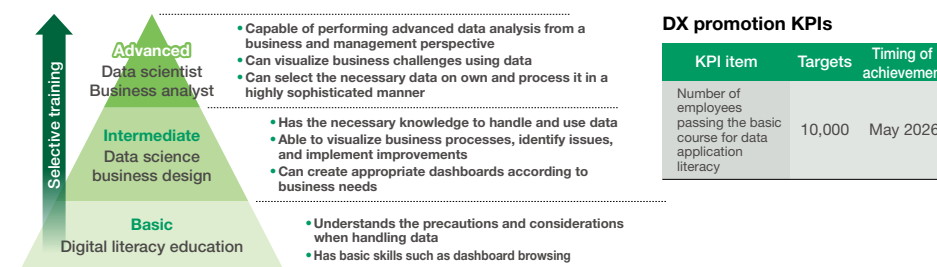 Selective training
Advanced
Data scientist
Business analyst
• Capable of performing advanced data analysis from a
business and management perspective
• Can visualize business challenges using data
• Can select the necessary data on own and process it in a
highly sophisticated manner
Intermediate
Data science
business design
• Has the necessary knowledge to handle and use data
• Able to visualize business processes, identify issues,
and implement improvements
• Can create appropriate dashboards according to
business needs
Basic
Digital literacy education
• Understands the precautions and considerations
when handling data
• Has basic skills such as dashboard browsing
DX promotion KPIs
KPI item
Targets
Timing of
achievemen
Number of
employees
passing the basic
course for data
application
literacy
10,000
May 2026